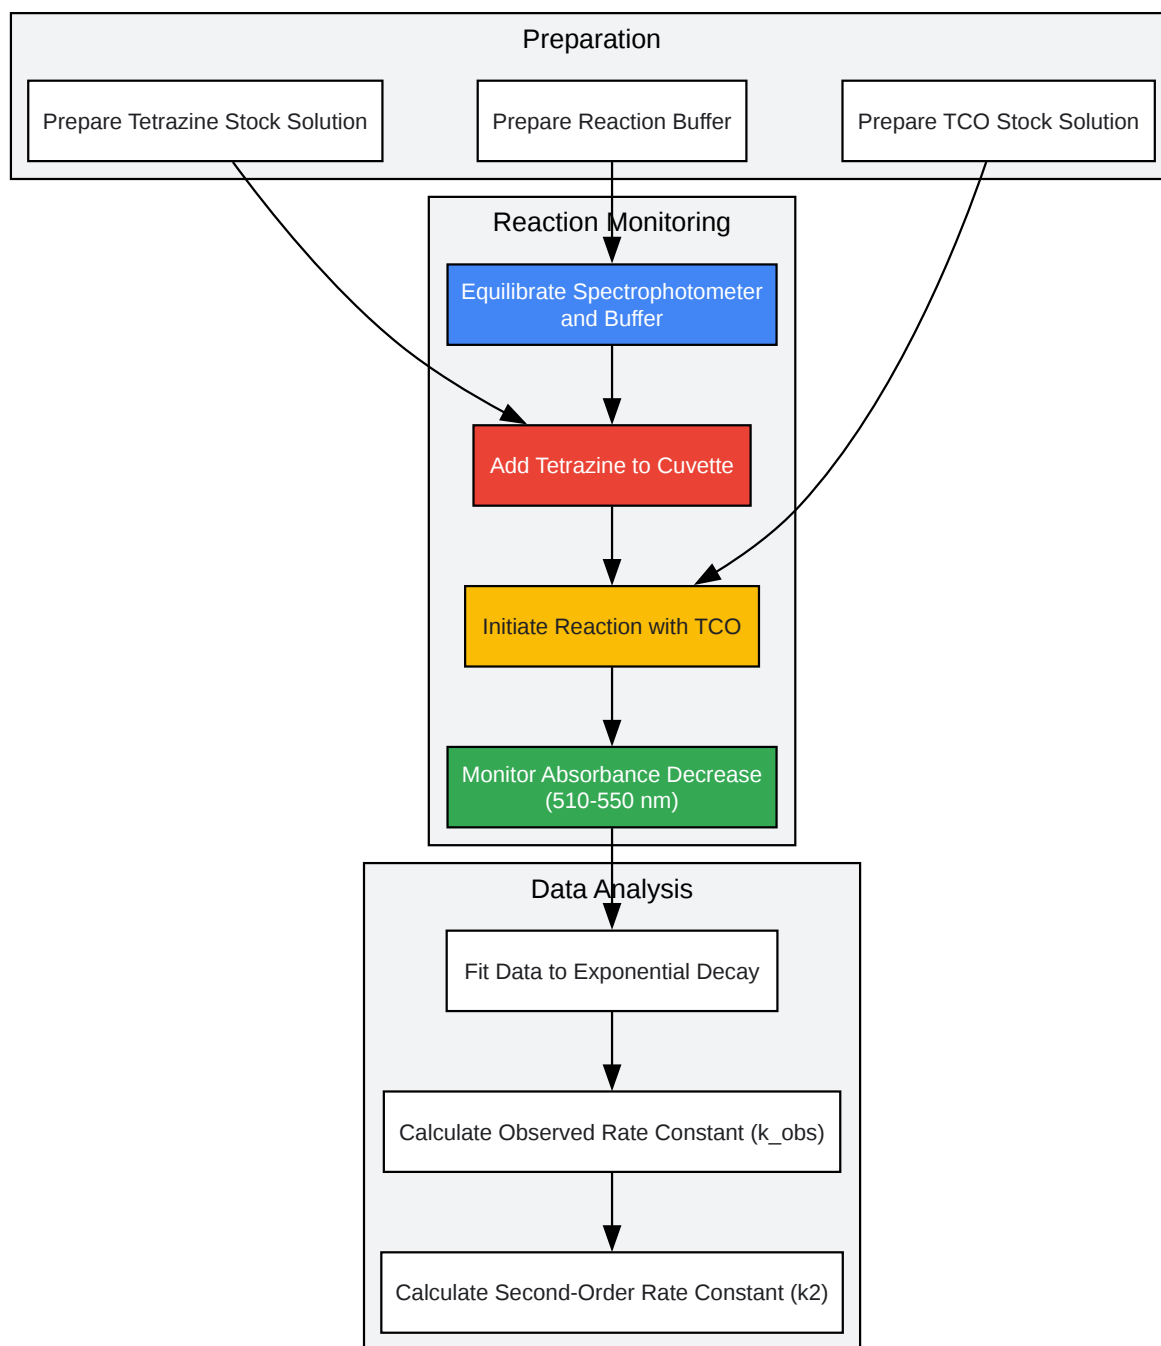 Preparation
Prepare Tetrazine Stock Solution
Prepare Reaction Buffer
Prepare TCO Stock Solution
Reaction Monitoring
Equilibrate Spectrophotometer
and Buffer
Add Tetrazine to Cuvette
Initiate Reaction with TCO
Monitor Absorbance Decrease
(510-550 nm)
Data Analysis
Fit Data to Exponential Decay
Calculate Observed Rate Constant (k_obs)
Calculate Second-Order Rate Constant (k2)